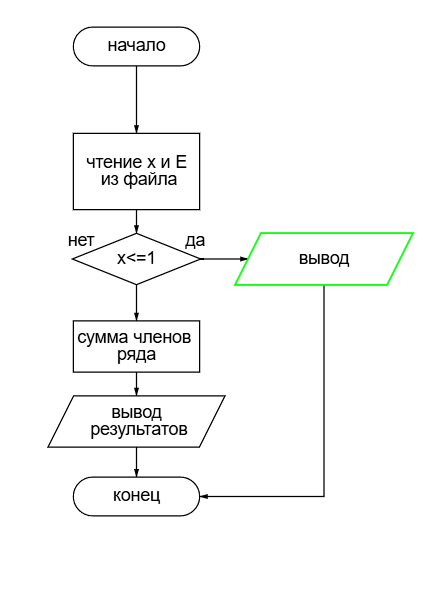 начало
чтение x и E
из файла
нет
да
x<=1
вывод
сумма членов
ряда
вывод
результатов
конец